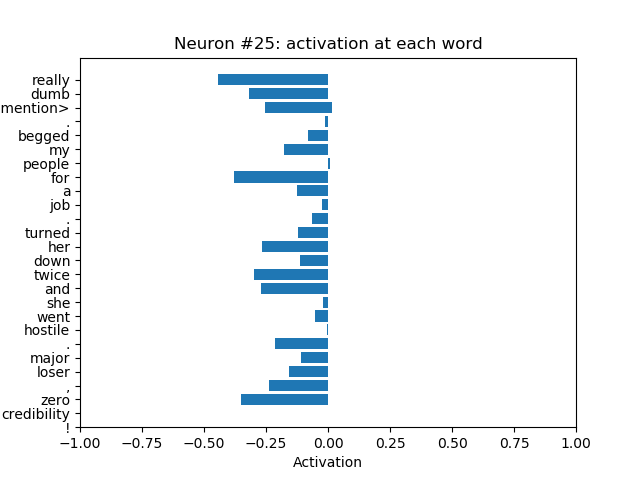 Neuron #25: activation at each word
really
dumb
mention>
.
begged
my
people
for
a
job
.
turned
her
down
twice
and
she
went
hostile
.
major
loser
,
zero
credibility
!
−1.00 −0.75 −0.50 −0.25 0.00 0.25 0.50 0.75 1.00
Activation